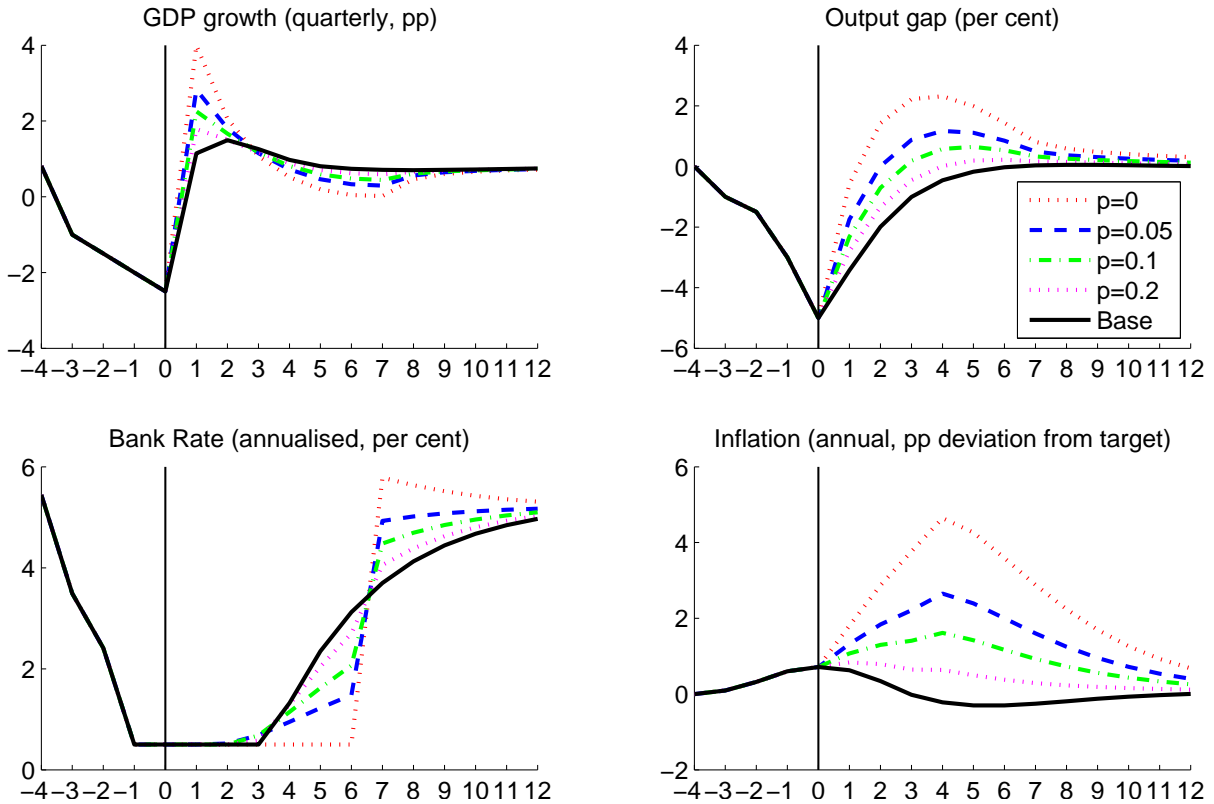 GDP growth (quarterly, pp)
4
2
0
−2
−4
−4 −3 −2 −1 0 1 2 3 4 5 6 7 8 9 10 11 12
Output gap (per cent)
4
2
0
−2
−4
−6
−4 −3 −2 −1 0 1 2 3 4 5 6 7 8 9 10 11 12
p=0
p=0.05
p=0.1
p=0.2
Base
Bank Rate (annualised, per cent)
6
4
2
0
−4 −3 −2 −1 0 1 2 3 4 5 6 7 8 9 10 11 12
Inflation (annual, pp deviation from target)
6
4
2
0
−2
−4 −3 −2 −1 0 1 2 3 4 5 6 7 8 9 10 11 12